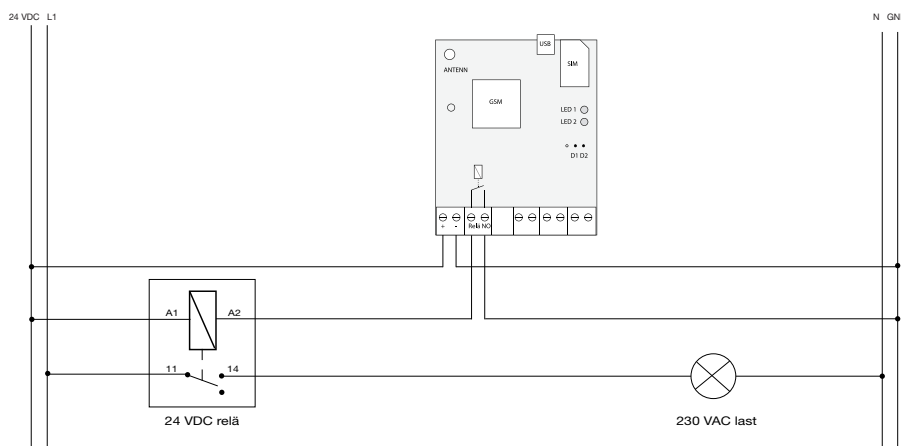 24 VDC L1
N GN
USB
SIM
ANTENN
GSM
LED 1
LED 2
D1 D2
+ - Relä NO
A1 A2
11 14
24 VDC relä
230 VAC last